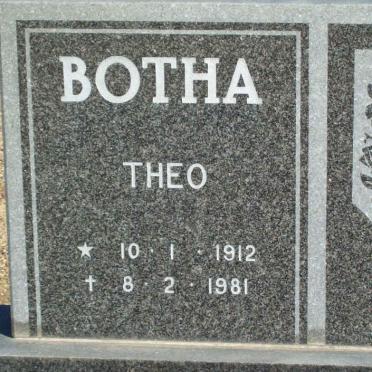 BOTHA
THEO
★ 10 · 1 · 1912
† 8 · 2 · 1981